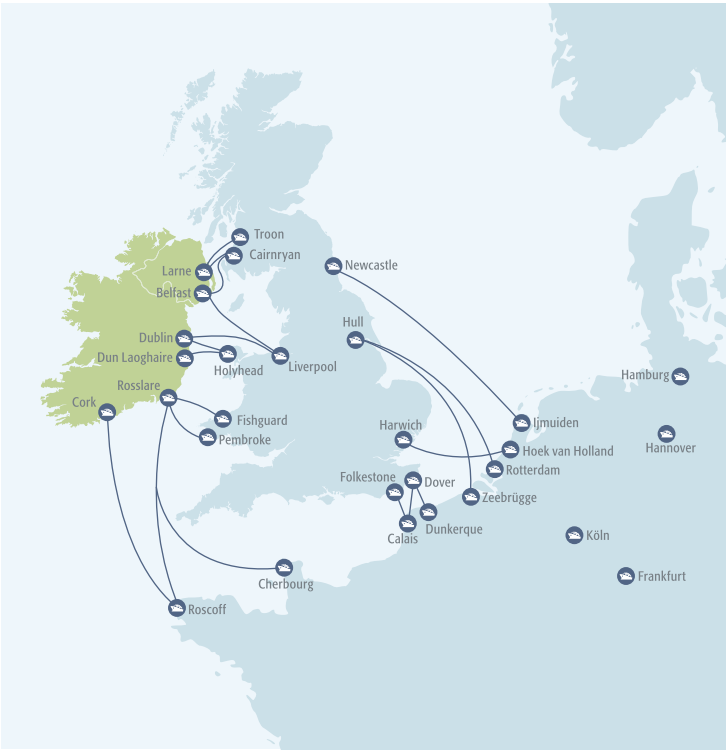 Troon
Cairnryan
Larne
Newcastle
Belfast
Hull
Dublin
Dun Laoghaire
Holyhead
Liverpool
Hamburg
Rosslare
Cork
Fishguard
Ijmuiden
Harwich
Pembroke
Hannover
Hoek van Holland
Rotterdam
Folkestone
Dover
Zeebrügge
Dunkerque
Calais
Köln
Frankfurt
Cherbourg
Roscoff